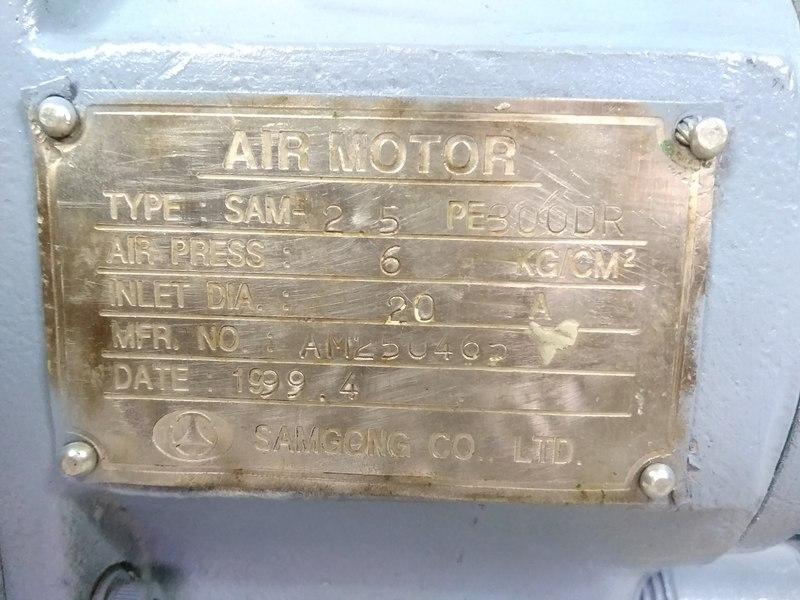 AIR MOTOR
TYPE : SAM- 2.5 PE300DR
AIR PRESS : 6 KG/CM²
INLET DIA. : 20 A
MFR. NO. : AM250465
DATE : 1999.4
SAMGONG CO., LTD.